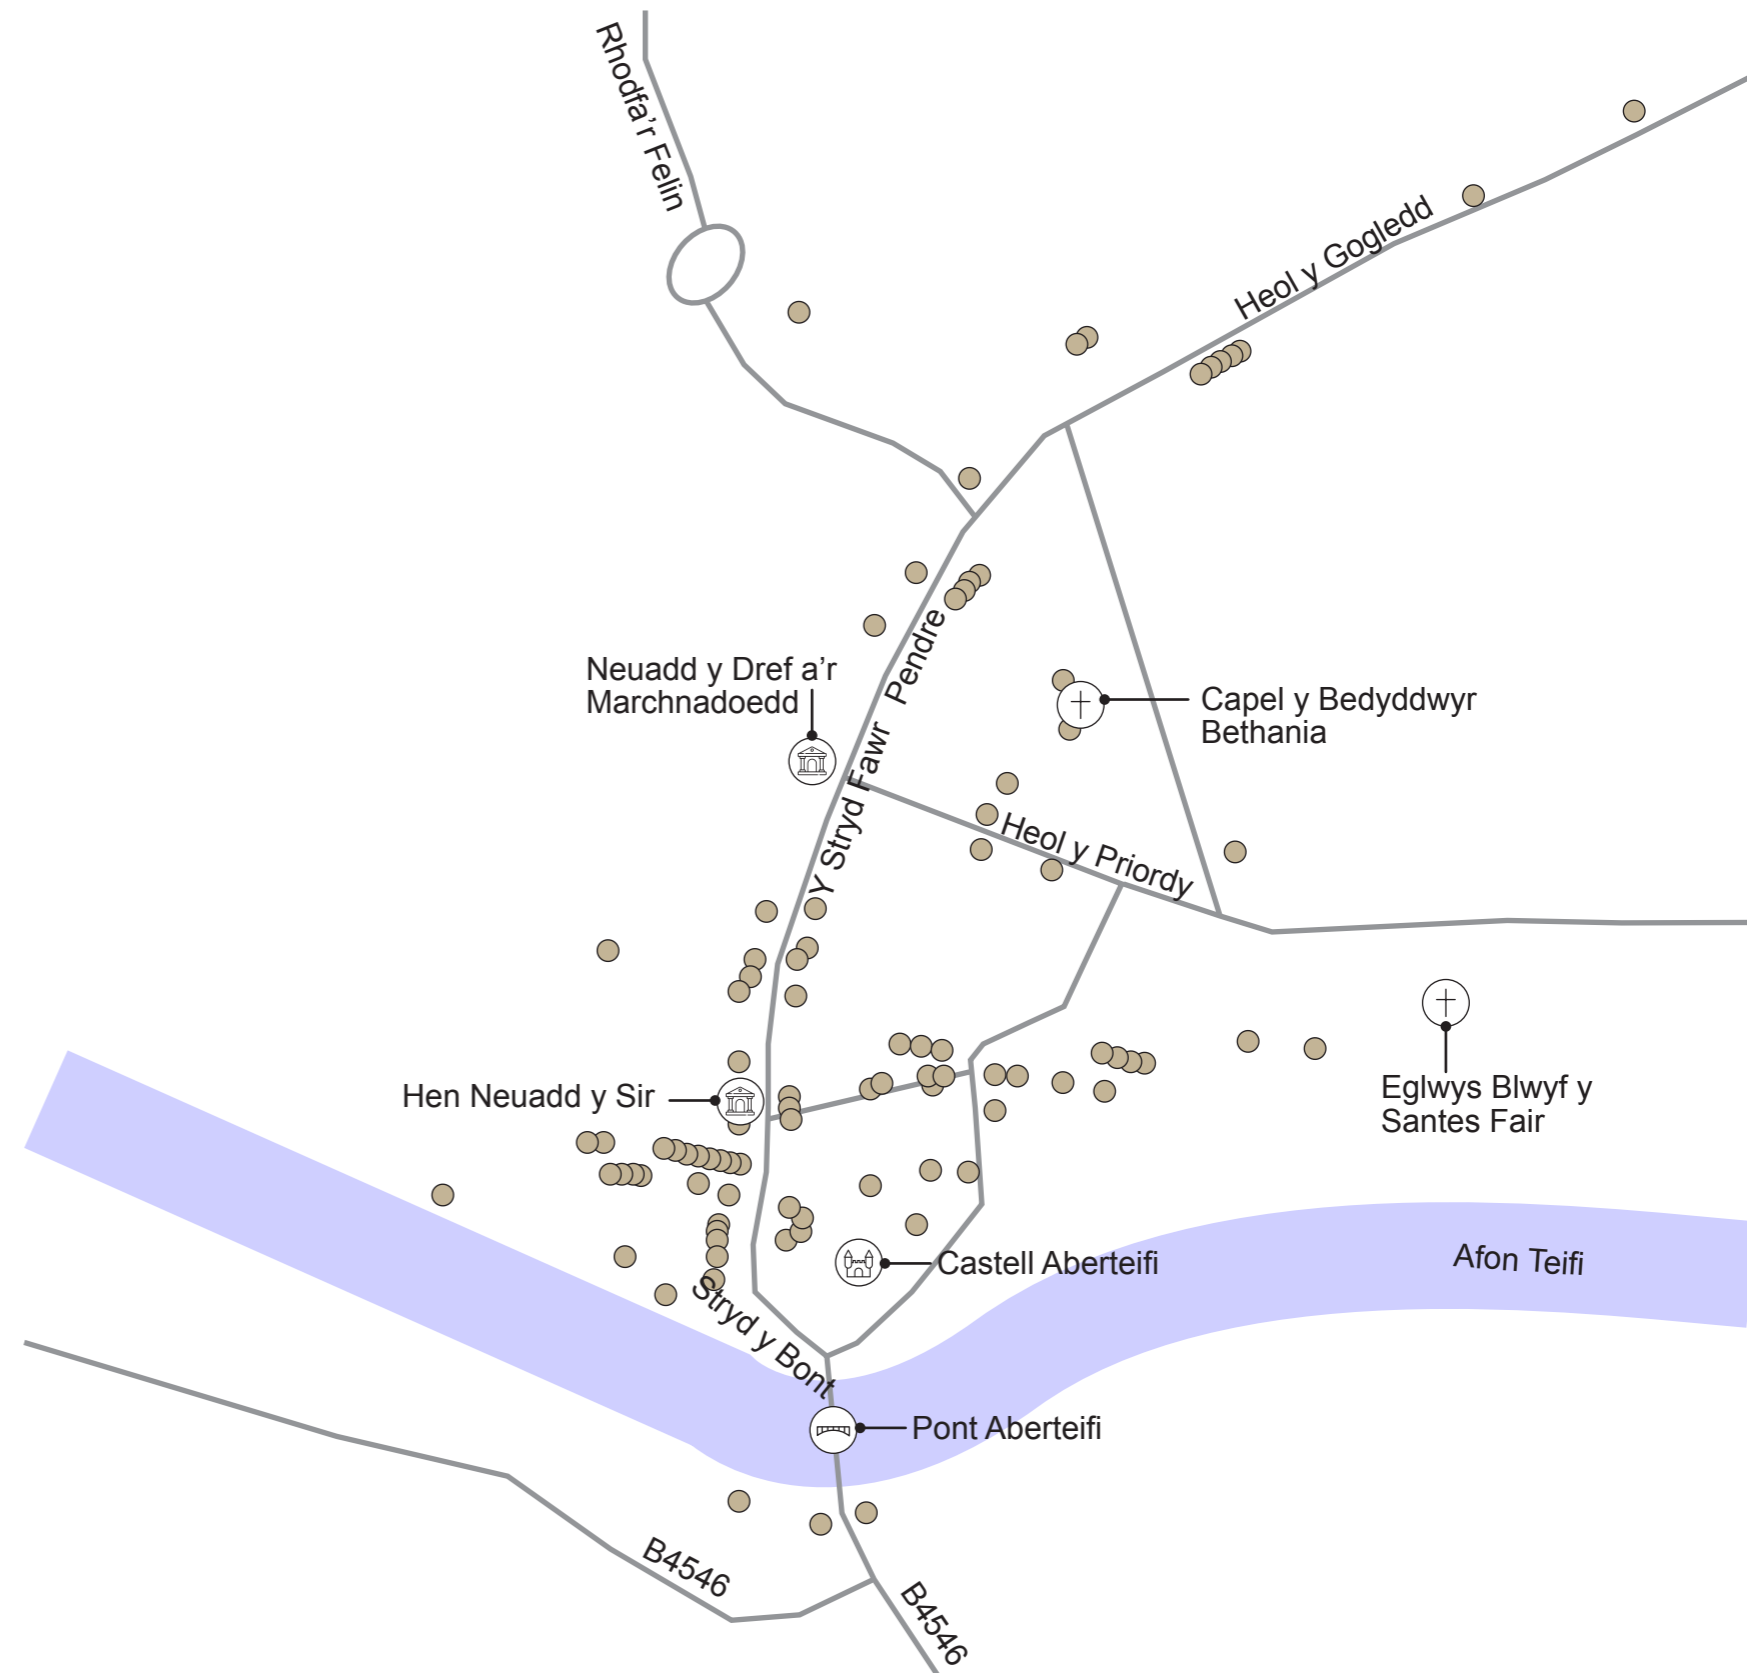 Rhodfa’r Felin
Heol y Gogledd
Pendre
Neuadd y Dref a’r
Marchnadoedd
Capel y Bedyddwyr
Bethania
Y Stryd Fawr
Heol y Priordy
Hen Neuadd y Sir
Eglwys Blwyf y
Santes Fair
Castell Aberteifi
Afon Teifi
Stryd y Bont
Pont Aberteifi
B4546
B4546